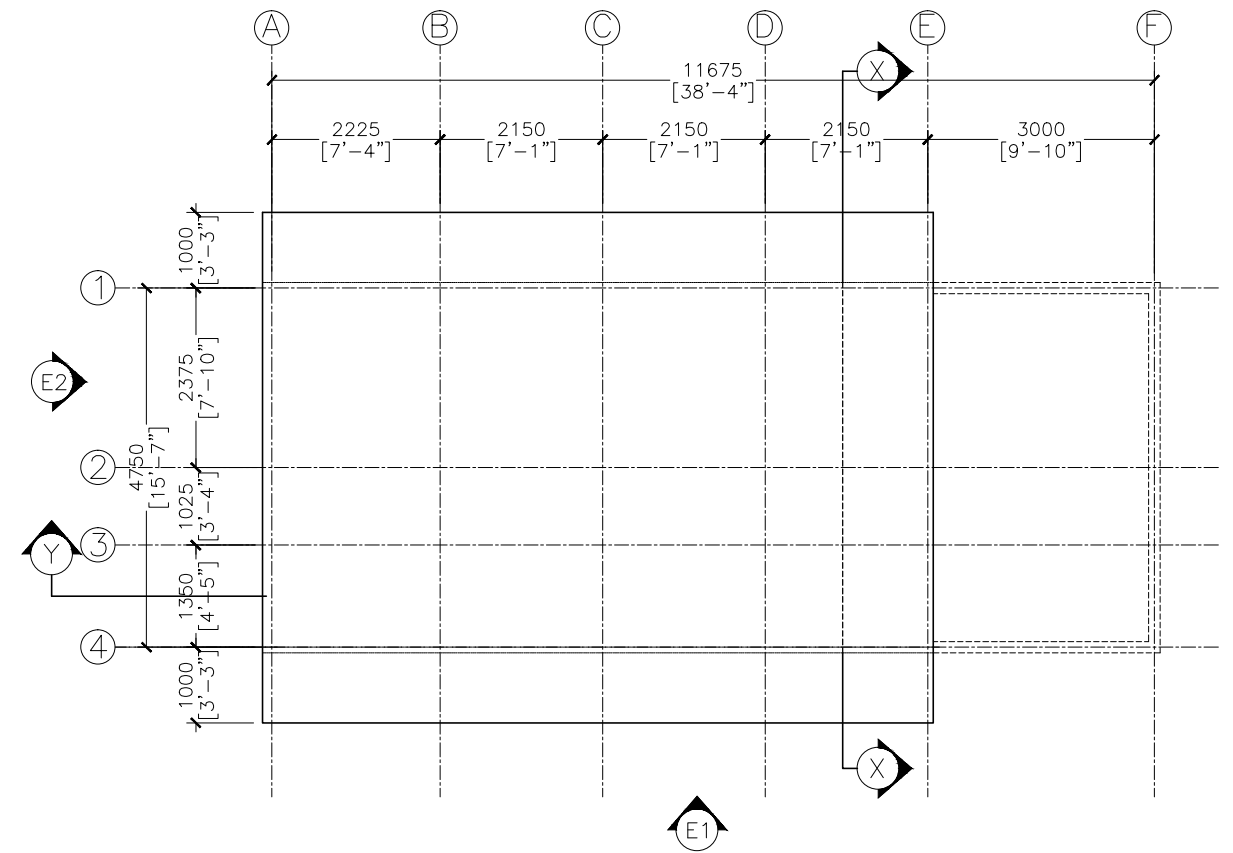 A B C D E F
X
11675
[38'-4"]
2225 2150 2150 2150 3000
[7'-4"] [7'-1"] [7'-1"] [7'-1"] [9'-10"]
1000
[3'-3"]
1
2375
[7'-10"]
E2
4750
[15'-7"]
2
1025
[3'-4"]
3
Y
1350
[4'-5"]
4
1000
[3'-3"]
X
E1